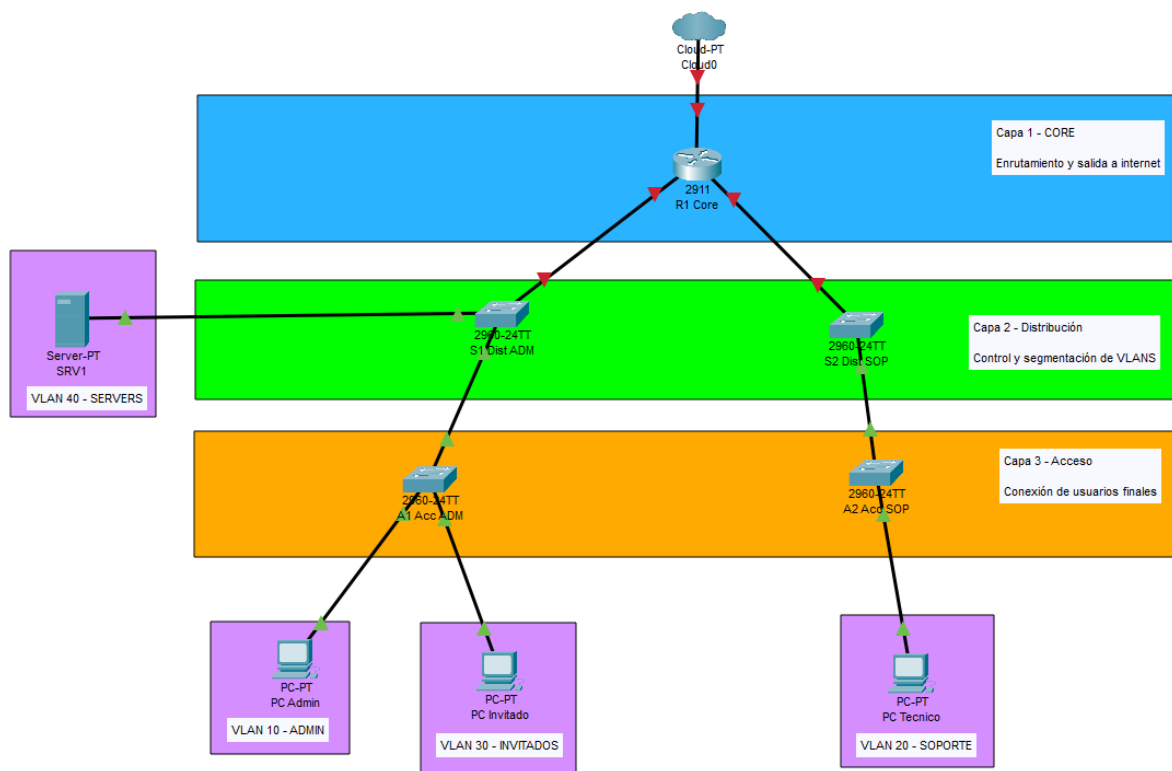 Cloud-PT
Cloud0
Capa 1 - CORE
Enrutamiento y salida a internet
2911
R1 Core
Server-PT
SRV1
VLAN 40 - SERVERS
2960-24TT
S1 Dist ADM
2960-24TT
S2 Dist SOP
Capa 2 - Distribución
Control y segmentación de VLANS
2960-24TT
A1 Acc ADM
2960-24TT
A2 Acc SOP
Capa 3 - Acceso
Conexión de usuarios finales
PC-PT
PC Admin
VLAN 10 - ADMIN
PC-PT
PC Invitado
VLAN 30 - INVITADOS
PC-PT
PC Tecnico
VLAN 20 - SOPORTE